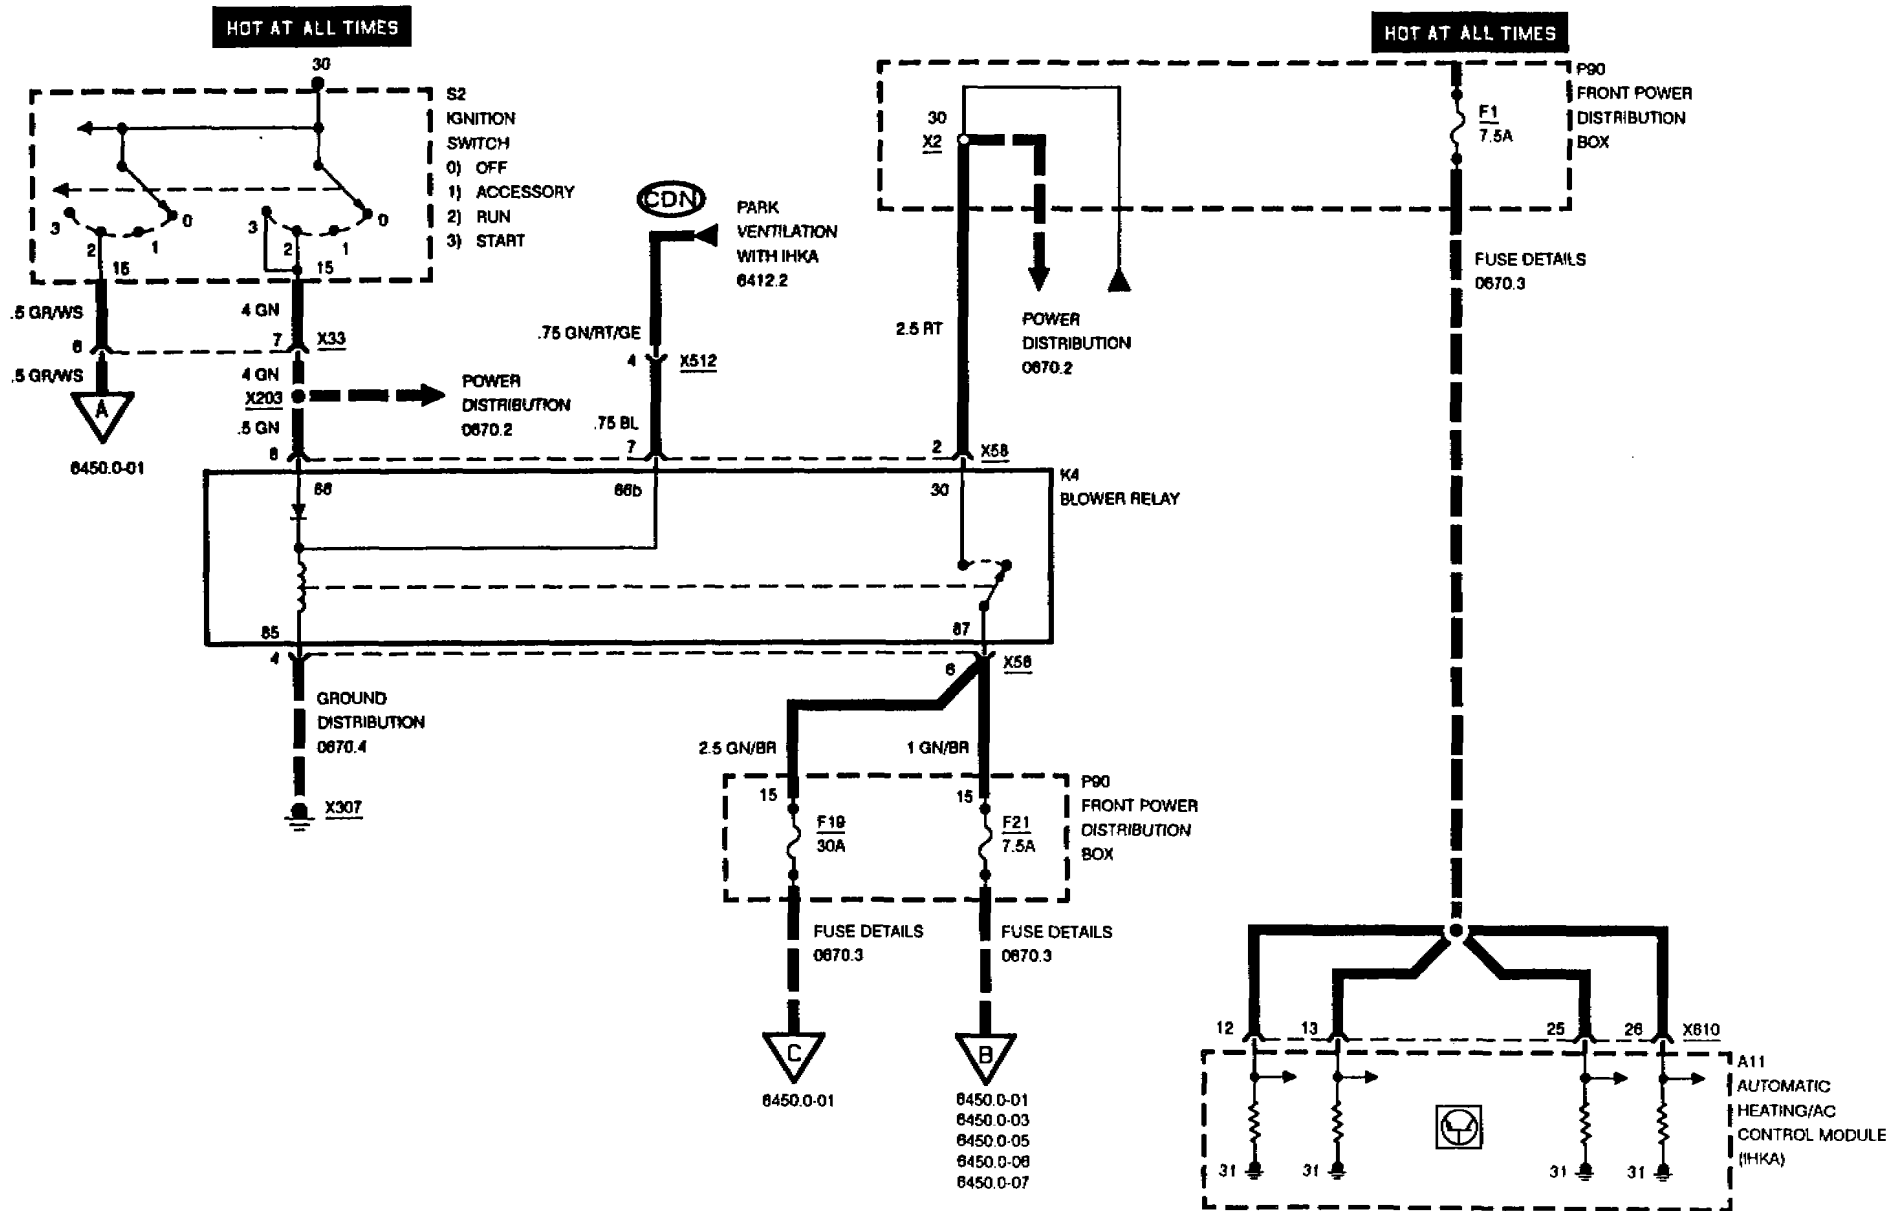 HOT AT ALL TIMES
30
S2
IGNITION
SWITCH
0) OFF
1) ACCESSORY
2) RUN
3) START
3
2
1
0
15
3
2
1
0
15
.5 GR/WS
4 GN
6
7
X33
.5 GR/WS
4 GN
A
6450.0-01
X203
POWER
DISTRIBUTION
0670.2
.5 GN
CDN
PARK
VENTILATION
WITH IHKA
6412.2
.75 GN/RT/GE
4
X512
.75 BL
HOT AT ALL TIMES
P90
FRONT POWER
DISTRIBUTION
BOX
30
X2
F1
7.5A
FUSE DETAILS
0670.3
2.5 RT
POWER
DISTRIBUTION
0670.2
8
7
2
X58
K4
BLOWER RELAY
86
86b
30
85
87
4
6
X58
GROUND
DISTRIBUTION
0670.4
X307
2.5 GN/BR
1 GN/BR
15
15
P90
FRONT POWER
DISTRIBUTION
BOX
F19
30A
F21
7.5A
FUSE DETAILS
0670.3
FUSE DETAILS
0670.3
C
6450.0-01
B
6450.0-01
6450.0-03
6450.0-05
6450.0-06
6450.0-07
12
13
25
26
X610
A11
AUTOMATIC
HEATING/AC
CONTROL MODULE
(IHKA)
31
31
31
31